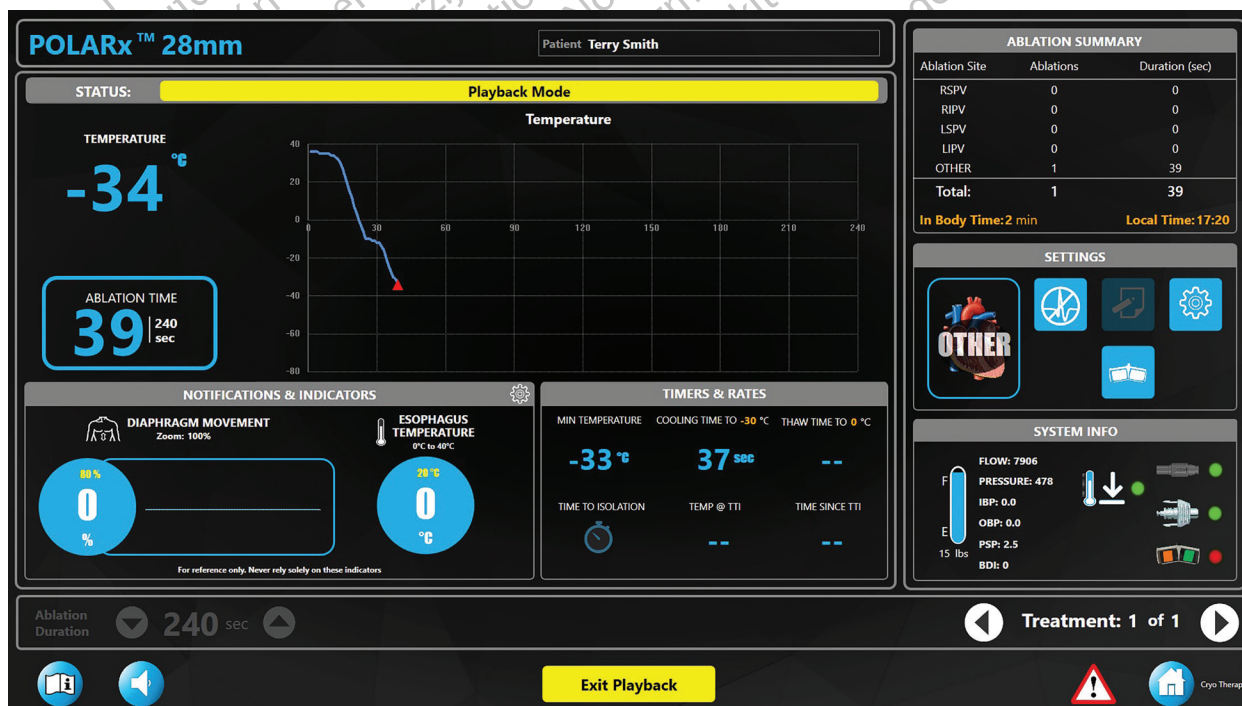 POLARx™ 28mm
Patient Terry Smith
STATUS:
Playback Mode
TEMPERATURE
-34 °C
Temperature
40
20
0
-20
-40
-60
-80
0 30 60 90 120 150 180 210 240
ABLATION TIME
39 240 sec
NOTIFICATIONS & INDICATORS
DIAPHRAGM MOVEMENT
Zoom: 100%
80 %
0
%
ESOPHAGUS
TEMPERATURE
0°C to 40°C
20 °C
0
°C
For reference only. Never rely solely on these indicators
TIMERS & RATES
MIN TEMPERATURE COOLING TIME TO -30 °C THAW TIME TO 0 °C
-33 °C 37 sec --
TIME TO ISOLATION TEMP @ TTI TIME SINCE TTI
-- --
ABLATION SUMMARY
Ablation Site Ablations Duration (sec)
RSPV 0 0
RIPV 0 0
LSPV 0 0
LIPV 0 0
OTHER 1 39
Total: 1 39
In Body Time:2 min Local Time:17:20
SETTINGS
OTHER
SYSTEM INFO
F
E
15 lbs
FLOW: 7906
PRESSURE: 478
IBP: 0.0
OBP: 0.0
PSP: 2.5
BDI: 0
Ablation
Duration
240 sec
Treatment: 1 of 1
Exit Playback
Cryo Therap